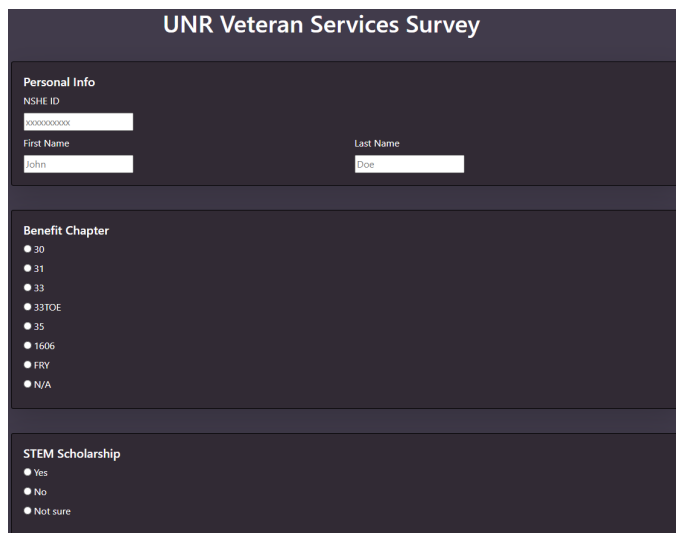 UNR Veteran Services Survey
Personal Info
NSHE ID
xxxxxxxxxx
First Name Last Name
John Doe
Benefit Chapter
30
31
33
33TOE
35
1606
FRY
N/A
STEM Scholarship
Yes
No
Not sure